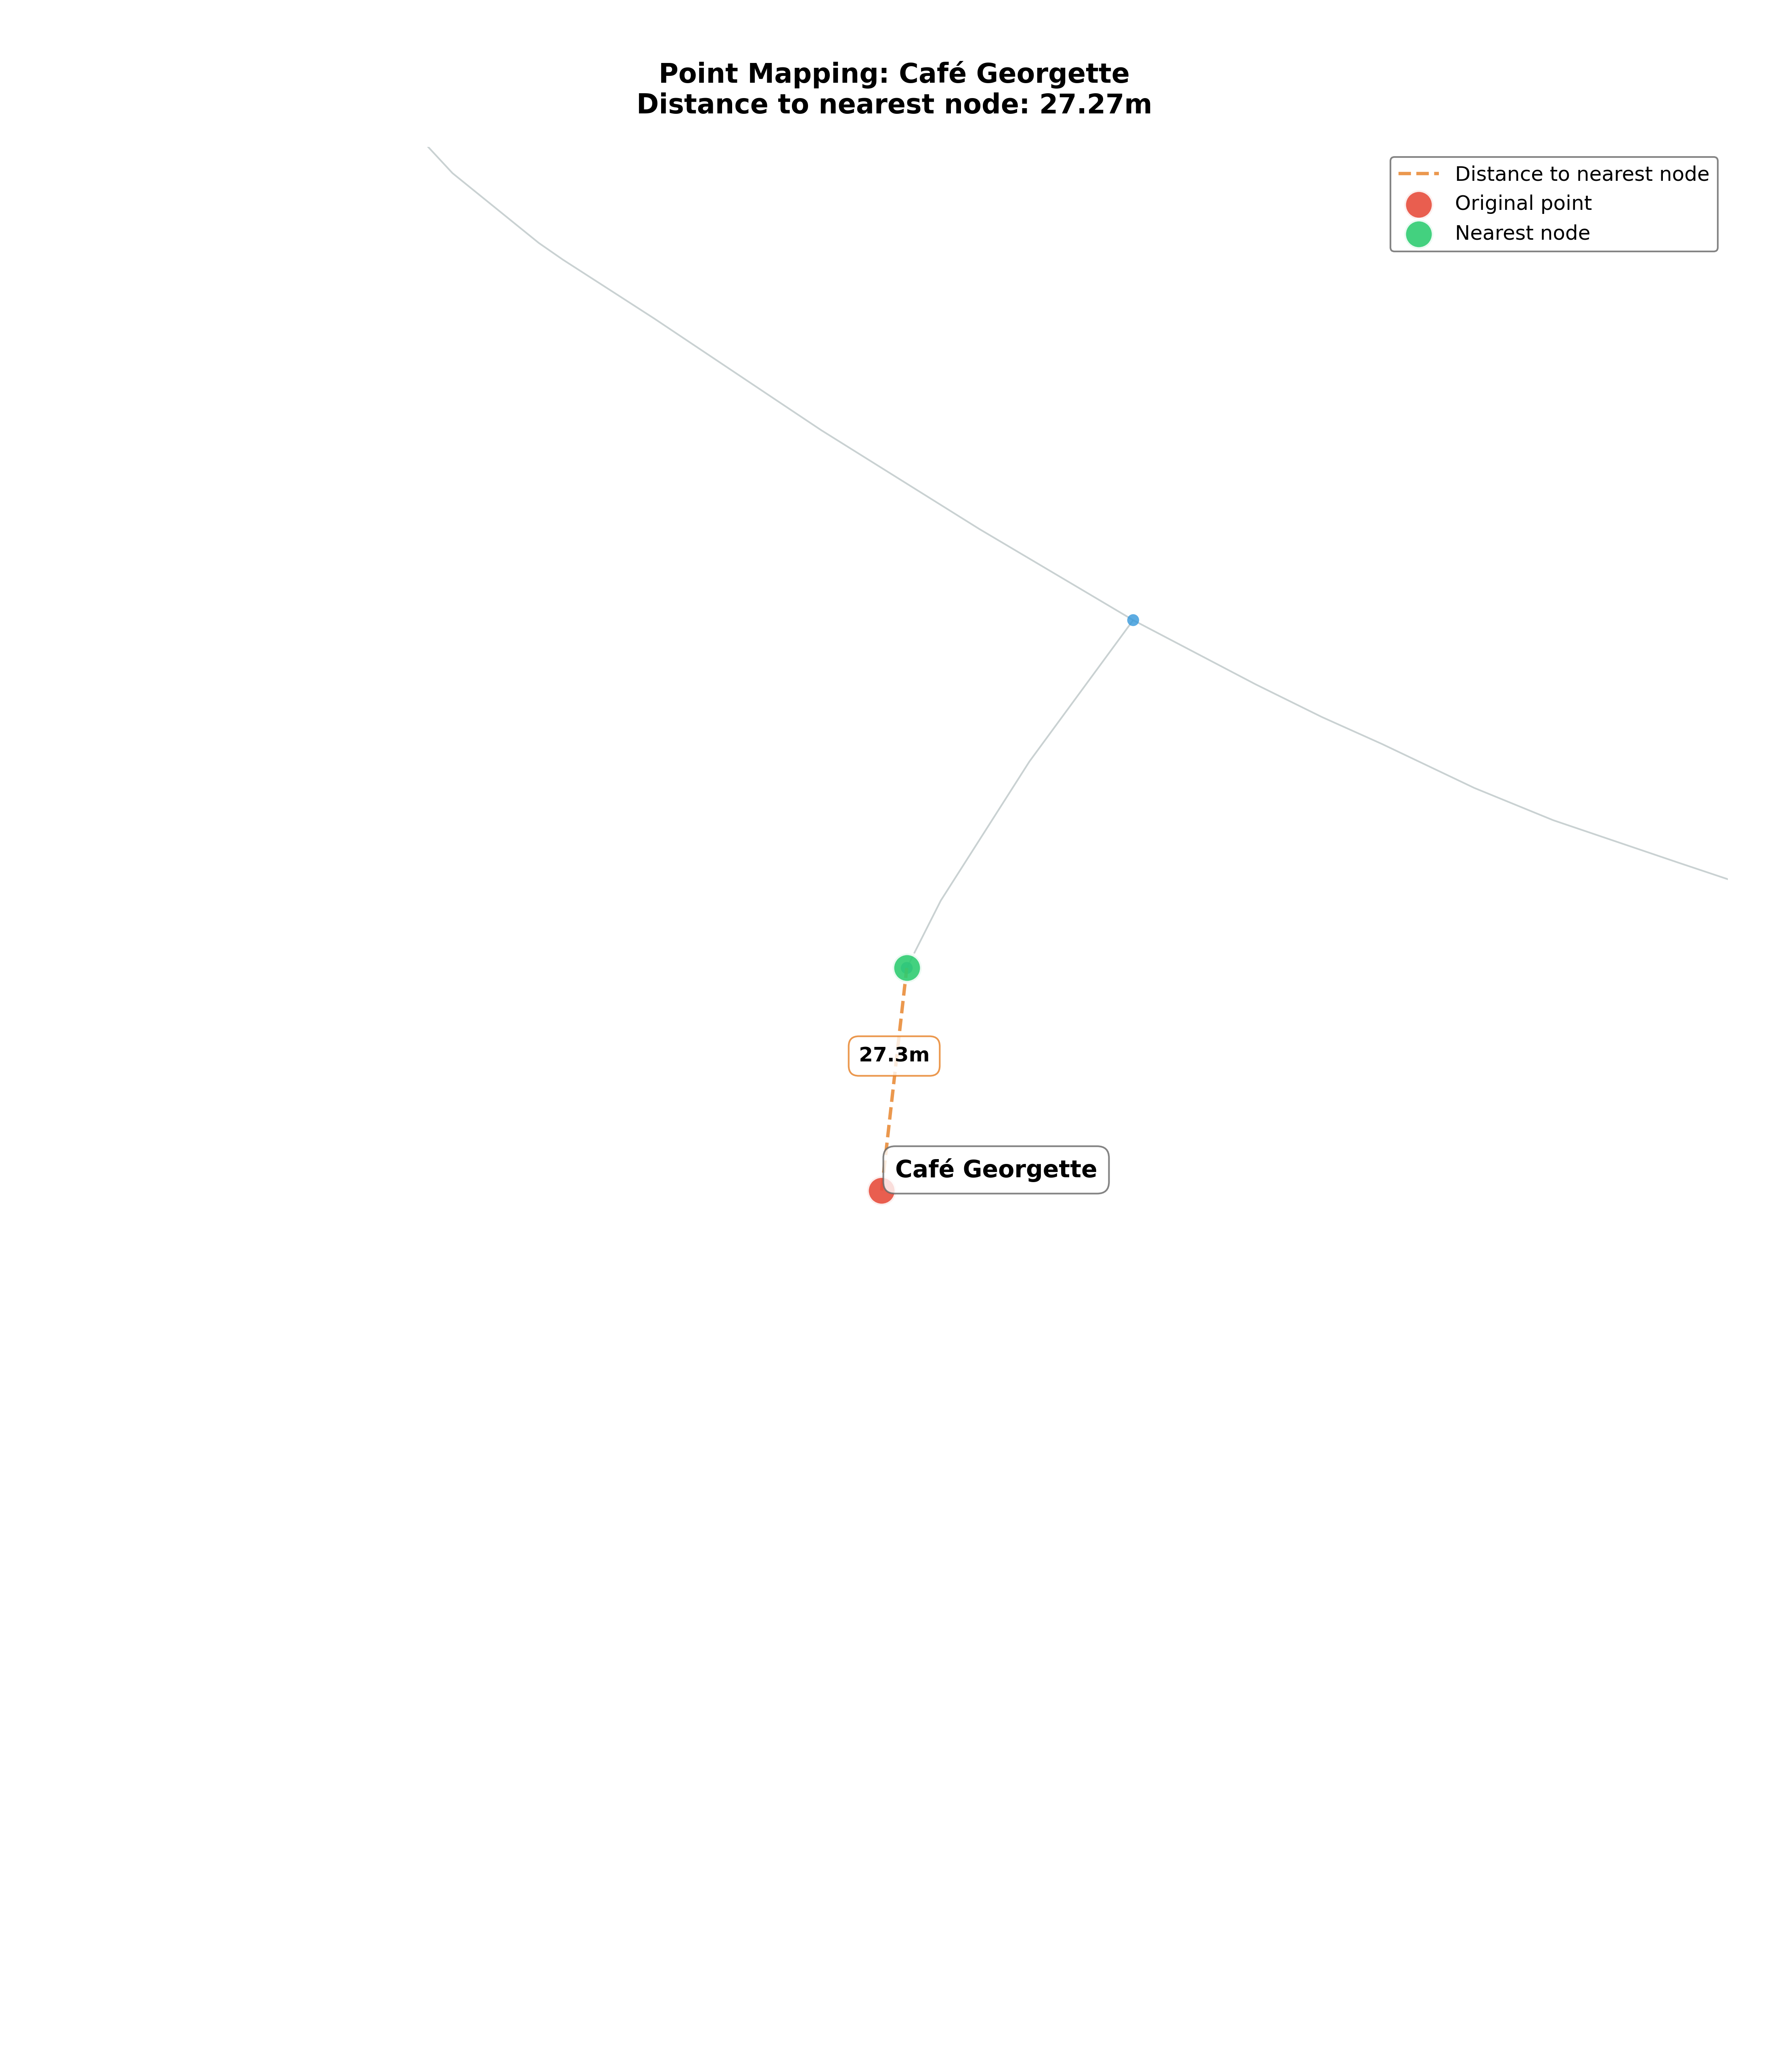 Point Mapping: Café Georgette
Distance to nearest node: 27.27m
Distance to nearest node
Original point
Nearest node
27.3m
Café Georgette